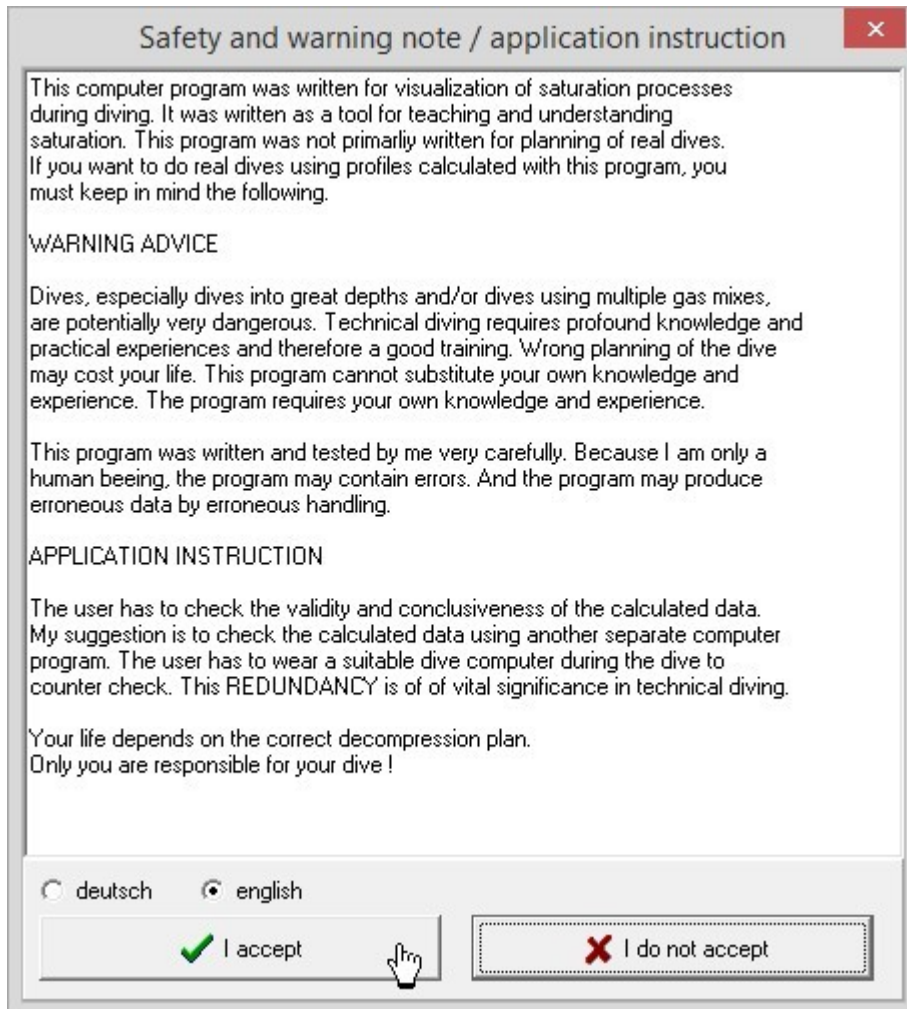 Safety and warning note / application instruction
This computer program was written for visualization of saturation processes
during diving. It was written as a tool for teaching and understanding
saturation. This program was not primarliy written for planning of real dives.
If you want to do real dives using profiles calculated with this program, you
must keep in mind the following.
WARNING ADVICE
Dives, especially dives into great depths and/or dives using multiple gas mixes,
are potentially very dangerous. Technical diving requires profound knowledge and
practical experiences and therefore a good training. Wrong planning of the dive
may cost your life. This program cannot substitute your own knowledge and
experience. The program requires your own knowledge and experience.
This program was written and tested by me very carefully. Because I am only a
human beeing, the program may contain errors. And the program may produce
erroneous data by erroneous handling.
APPLICATION INSTRUCTION
The user has to check the validity and conclusiveness of the calculated data.
My suggestion is to check the calculated data using another separate computer
program. The user has to wear a suitable dive computer during the dive to
counter check. This REDUNDANCY is of of vital significance in technical diving.
Your life depends on the correct decompression plan.
Only you are responsible for your dive !
deutsch english
I accept I do not accept